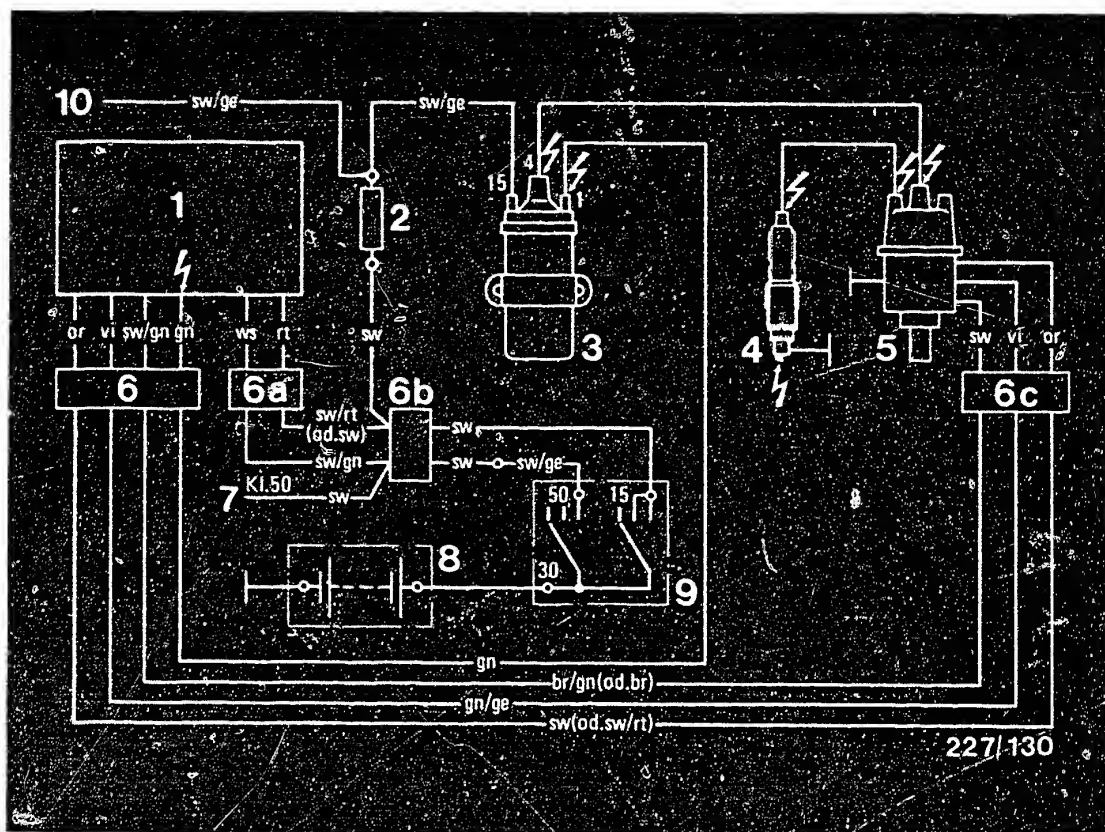 10 sw/ge sw/ge
4
15 1
1
2
or vi sw/gn gn ws rt
sw
3
4
5
sw vi or
6 6a 6b 6c
sw/rt
(od.sw)
sw
sw/gn
sw sw/ge
7 Kl.50 sw
50 15
8
30
9
gn
br/gn(od.br)
gn/ge
sw(od.sw/rt)
227/130